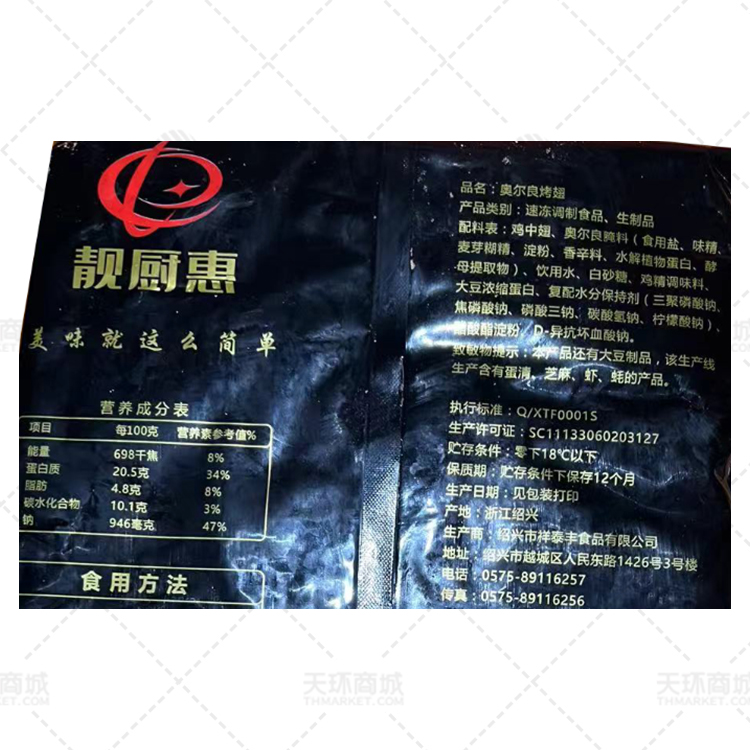 靓厨惠
美味就这么简单
营养成分表
项目 每100克 营养素参考值%
能量 698千焦 8%
蛋白质 20.5克 34%
脂肪 4.8克 8%
碳水化合物 10.1克 3%
钠 946毫克 47%
食用方法
品名：奥尔良烤翅
产品类别：速冻调制食品、生制品
配料表：鸡中翅、奥尔良腌料（食用盐、味精、
麦芽糊精、淀粉、香辛料、水解植物蛋白、酵
母提取物）、饮用水、白砂糖、鸡精调味料、
大豆浓缩蛋白、复配水分保持剂（三聚磷酸钠、
焦磷酸钠、磷酸三钠、碳酸氢钠、柠檬酸钠）、
醋酸酯淀粉、D-异抗坏血酸钠。
致敏物提示：本产品还有大豆制品，该生产线
生产含有蛋清、芝麻、虾、蚝的产品。
执行标准：Q/XTF0001S
生产许可证：SC11133060203127
贮存条件：零下18℃以下
保质期：贮存条件下保存12个月
生产日期：见包装打印
产地：浙江绍兴
生产商：绍兴市祥泰丰食品有限公司
地址：绍兴市越城区人民东路1426号3号楼
电话：0575-89116257
传真：0575-89116256
天环商城
THMARKET.COM